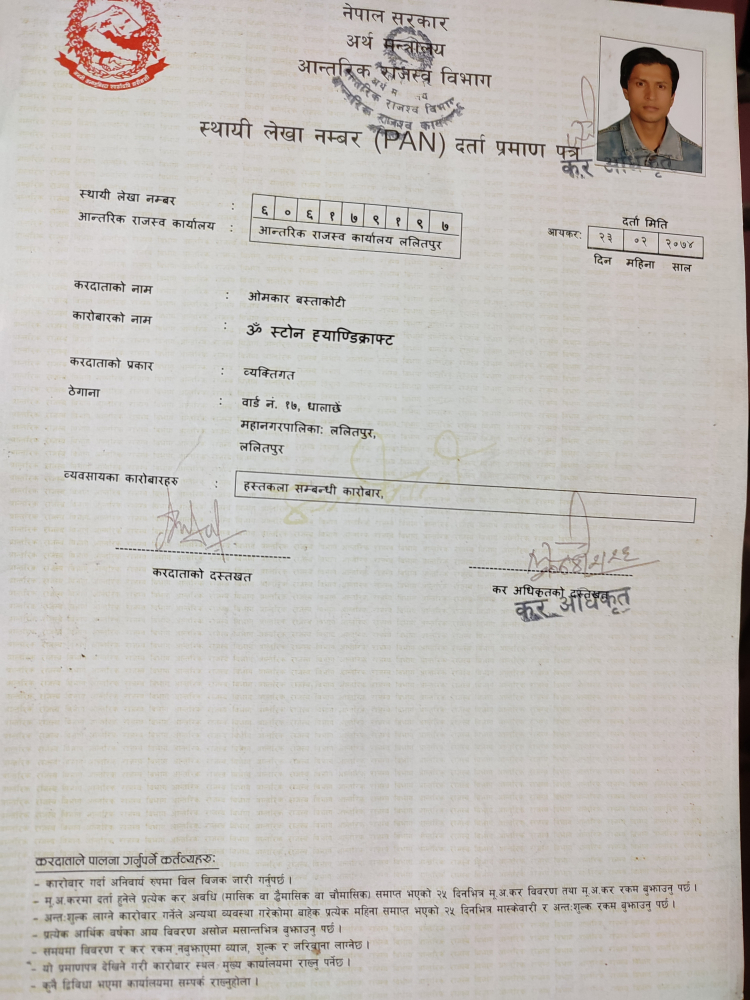 नेपाल सरकार
अर्थ मन्त्रालय
आन्तरिक राजस्व विभाग
स्थायी लेखा नम्बर (PAN) दर्ता प्रमाण पत्र
कर अधिकृत
स्थायी लेखा नम्बर : ६ ० ६ १ ७ ९ १ ९ ७
आन्तरिक राजस्व कार्यालय : आन्तरिक राजस्व कार्यालय ललितपुर
दर्ता मिति
आयकर: २३ ०२ २०७४
दिन महिना साल
करदाताको नाम : ओमकार बस्ताकोटी
कारोबारको नाम : ॐ स्टोन ह्याण्डिक्राफ्ट
करदाताको प्रकार : व्यक्तिगत
ठेगाना : वार्ड नं. १७, थालाछें
महानगरपालिका: ललितपुर,
ललितपुर
व्यवसायका कारोबारहरु : हस्तकला सम्बन्धी कारोबार,
करदाताको दस्तखत
कर अधिकृतको दस्तखत
कर अधिकृत
करदाताले पालना गर्नुपर्ने कर्तव्यहरु:
- कारोबार गर्दा अनिवार्य रुपमा बिल बिजक जारी गर्नुपर्छ ।
- मू.अ.करमा दर्ता हुनेले प्रत्येक कर अवधि (मासिक वा द्वैमासिक वा चौमासिक) समाप्त भएको २५ दिनभित्र मू.अ.कर विवरण तथा मू.अ.कर रकम बुझाउनु पर्छ ।
- अन्त:शुल्क लाग्ने कारोबार गर्नेले अन्यथा व्यवस्था गरेकोमा बाहेक प्रत्येक महिना समाप्त भएको २५ दिनभित्र मास्केवारी र अन्त:शुल्क रकम बुझाउनु पर्छ ।
- प्रत्येक आर्थिक वर्षका आय विवरण असोज मसान्तभित्र बुझाउनु पर्छ ।
- समयमा विवरण र कर रकम नबुझाएमा ब्याज, शुल्क र जरिवाना लाग्नेछ ।
- यो प्रमाणपत्र देखिने गरी कारोबार स्थल मुख्य कार्यालयमा राख्नु पर्नेछ ।
- कुनै द्विविधा भएमा कार्यालयमा सम्पर्क राख्नुहोला ।